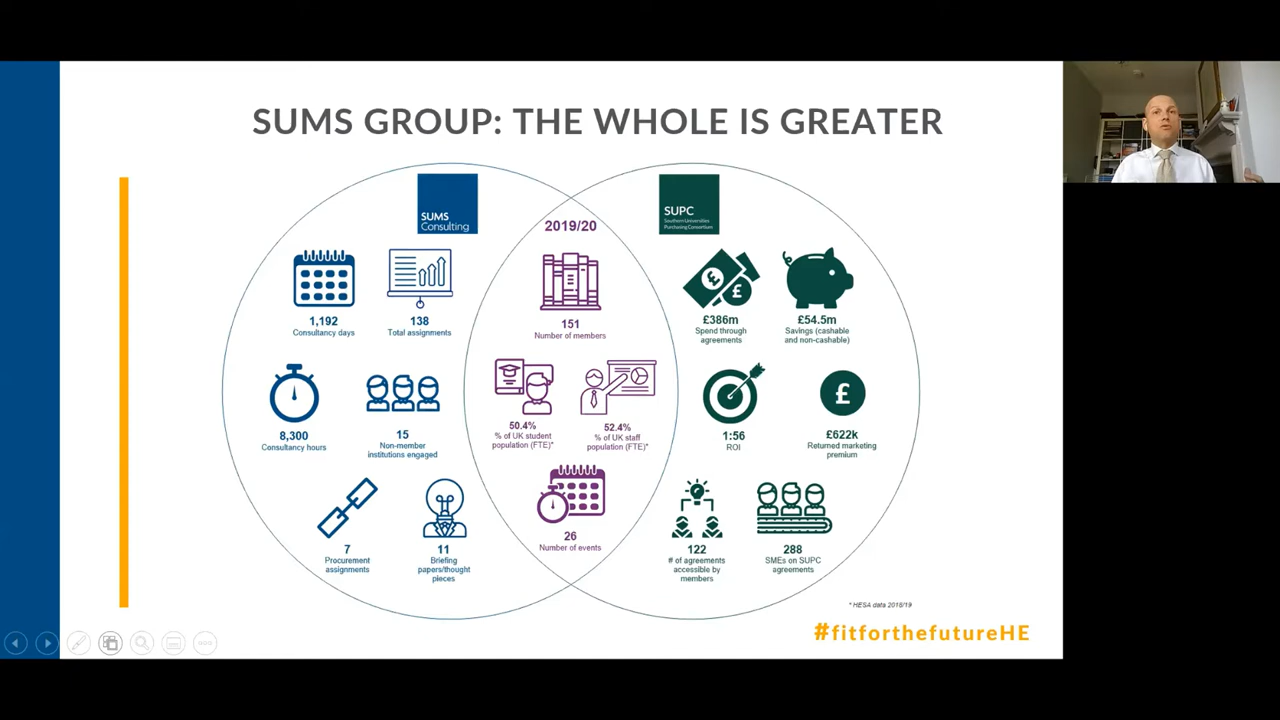 SUMS GROUP: THE WHOLE IS GREATER
SUMS
Consulting
1,192
Consultancy days
138
Total assignments
8,300
Consultancy hours
15
Non-member
institutions engaged
7
Procurement
assignments
11
Briefing
papers/thought
pieces
2019/20
151
Number of members
50.4%
% of UK student
population (FTE)*
52.4%
% of UK staff
population (FTE)*
26
Number of events
SUPC
Southern Universities
Purchasing Consortium
£
£
£386m
Spend through
agreements
£54.5m
Savings (cashable
and non-cashable)
1:56
ROI
£
£622k
Returned marketing
premium
122
# of agreements
accessible by
members
288
SMEs on SUPC
agreements
* HESA data 2018/19
#fitforthefutureHE